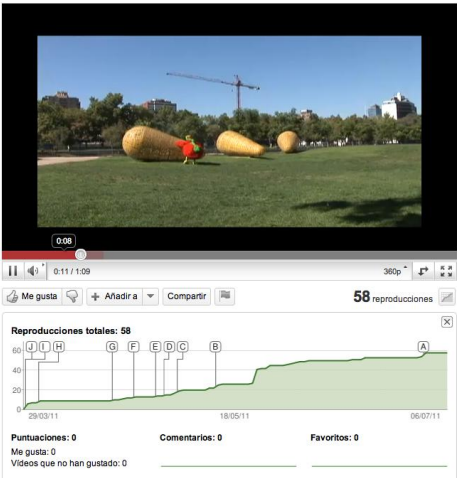 0:08
0:11 / 1:09
360p
Me gusta
Añadir a
Compartir
58 reproducciones
Reproducciones totales: 58
60
40
20
0
J I H G F E D C B A
29/03/11 18/05/11 06/07/11
Puntuaciones: 0 Comentarios: 0 Favoritos: 0
Me gusta: 0
Vídeos que no han gustado: 0